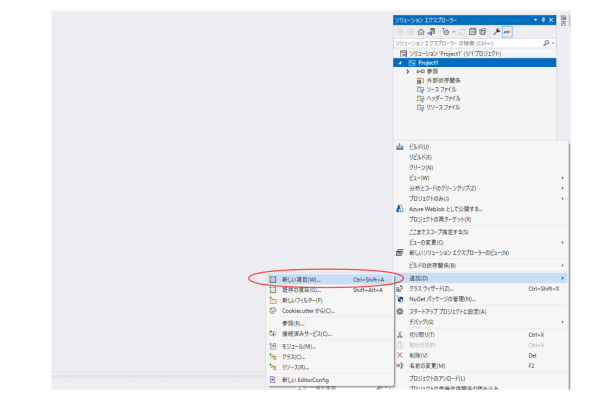 ソリューション エクスプローラー
ソリューション エクスプローラー の検索 (Ctrl+;)
ソリューション 'Project1' (1/1 プロジェクト)
Project1
参照
外部依存関係
ソース ファイル
ヘッダー ファイル
リソース ファイル
ビルド(U)
リビルド(E)
クリーン(N)
ビュー(W)
分析とコードのクリーンアップ(Z)
プロジェクトのみ(J)
Azure WebJob として公開する...
プロジェクトの再ターゲット(R)
ここまでスコープ指定する(S)
ビューの変更(C)
新しいソリューション エクスプローラーのビュー(N)
ビルドの依存関係(B)
追加(D)
クラス ウィザード(Z)... Ctrl+Shift+X
NuGet パッケージの管理(N)...
スタートアップ プロジェクトに設定(A)
デバッグ(G)
切り取り(T) Ctrl+X
貼り付け(P) Ctrl+V
削除(V) Del
名前の変更(M) F2
プロジェクトのアンロード(L)
新しい項目(W)... Ctrl+Shift+A
既存の項目(G)... Shift+Alt+A
新しいフィルター(F)
Cookiecutter から(C)...
参照(R)...
接続済みサービス(C)...
モジュール(M)...
クラス(C)...
リソース(R)...
新しい EditorConfig